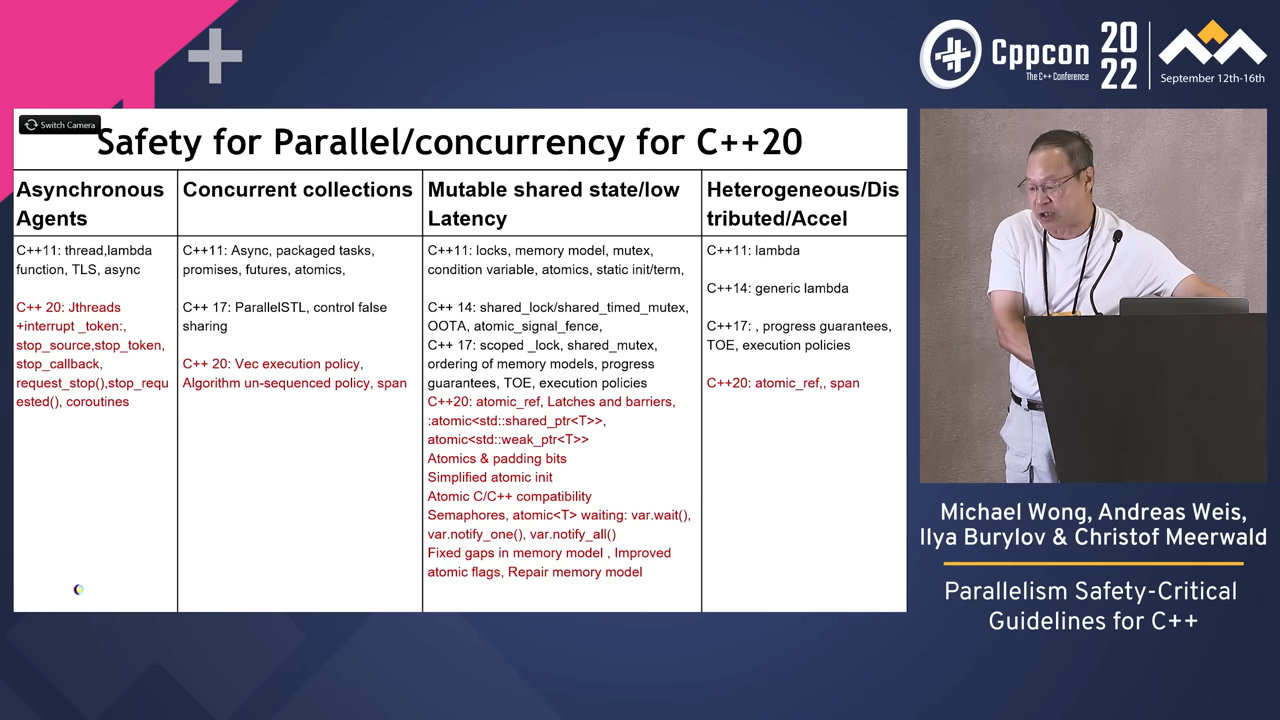 Cppcon
The C++ Conference
20
22
September 12th-16th
Switch Camera
Safety for Parallel/concurrency for C++20
Asynchronous
Agents
C++11: thread,lambda
function, TLS, async
C++ 20: Jthreads
+interrupt _token:,
stop_source,stop_token,
stop_callback,
request_stop(),stop_requ
ested(), coroutines
Concurrent collections
C++11: Async, packaged tasks,
promises, futures, atomics,
C++ 17: ParallelSTL, control false
sharing
C++ 20: Vec execution policy,
Algorithm un-sequenced policy, span
Mutable shared state/low
Latency
C++11: locks, memory model, mutex,
condition variable, atomics, static init/term,
C++ 14: shared_lock/shared_timed_mutex,
OOTA, atomic_signal_fence,
C++ 17: scoped _lock, shared_mutex,
ordering of memory models, progress
guarantees, TOE, execution policies
C++20: atomic_ref, Latches and barriers,
:atomic<std::shared_ptr<T>>,
atomic<std::weak_ptr<T>>
Atomics & padding bits
Simplified atomic init
Atomic C/C++ compatibility
Semaphores, atomic<T> waiting: var.wait(),
var.notify_one(), var.notify_all()
Fixed gaps in memory model , Improved
atomic flags, Repair memory model
Heterogeneous/Dis
tributed/Accel
C++11: lambda
C++14: generic lambda
C++17: , progress guarantees,
TOE, execution policies
C++20: atomic_ref,, span
Michael Wong, Andreas Weis,
Ilya Burylov & Christof Meerwald
Parallelism Safety-Critical
Guidelines for C++